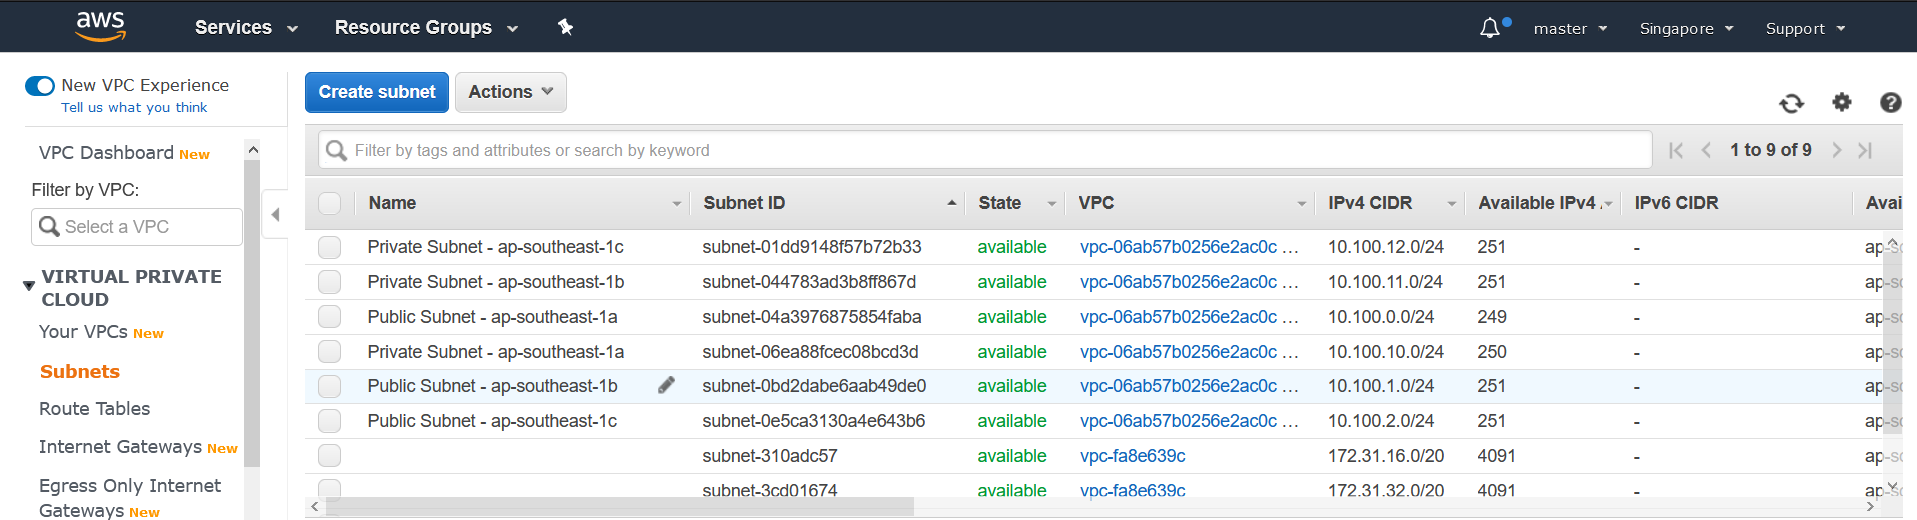 aws Services Resource Groups master Singapore Support
New VPC Experience
Tell us what you think
Create subnet Actions
VPC Dashboard New
Filter by VPC:
Select a VPC
VIRTUAL PRIVATE
CLOUD
Your VPCs New
Subnets
Route Tables
Internet Gateways New
Egress Only Internet
Gateways New
Filter by tags and attributes or search by keyword 1 to 9 of 9
Name Subnet ID State VPC IPv4 CIDR Available IPv4 IPv6 CIDR Avai
Private Subnet - ap-southeast-1c subnet-01dd9148f57b72b33 available vpc-06ab57b0256e2ac0c ... 10.100.12.0/24 251 - ap-s
Private Subnet - ap-southeast-1b subnet-044783ad3b8ff867d available vpc-06ab57b0256e2ac0c ... 10.100.11.0/24 251 - ap-s
Public Subnet - ap-southeast-1a subnet-04a3976875854faba available vpc-06ab57b0256e2ac0c ... 10.100.0.0/24 249 - ap-s
Private Subnet - ap-southeast-1a subnet-06ea88fcec08bcd3d available vpc-06ab57b0256e2ac0c ... 10.100.10.0/24 250 - ap-s
Public Subnet - ap-southeast-1b subnet-0bd2dabe6aab49de0 available vpc-06ab57b0256e2ac0c ... 10.100.1.0/24 251 - ap-s
Public Subnet - ap-southeast-1c subnet-0e5ca3130a4e643b6 available vpc-06ab57b0256e2ac0c ... 10.100.2.0/24 251 - ap-s
subnet-310adc57 available vpc-fa8e639c 172.31.16.0/20 4091 - ap-s
subnet-3cd01674 available vpc-fa8e639c 172.31.32.0/20 4091 - ap-s